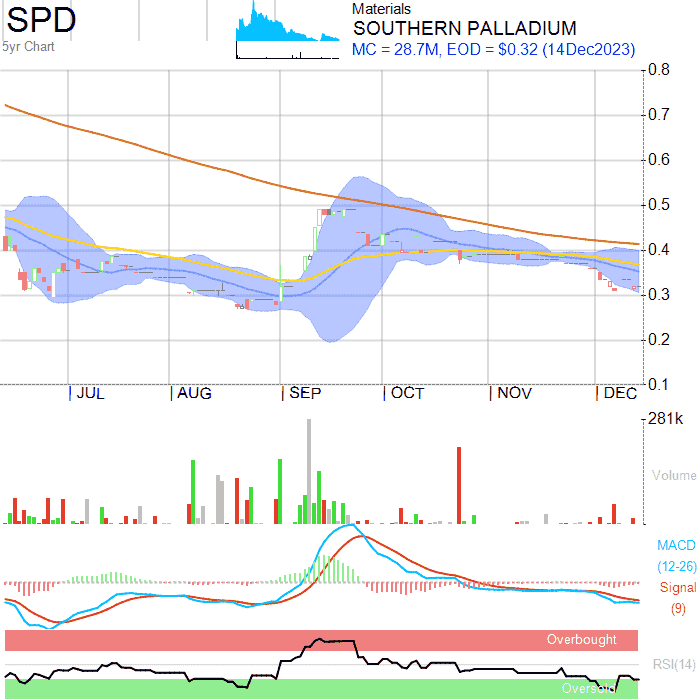 SPD
5yr Chart
Materials
SOUTHERN PALLADIUM
MC = 28.7M, EOD = $0.32 (14Dec2023)
0.8
0.7
0.6
0.5
0.4
0.3
0.2
0.1
JUL AUG SEP OCT NOV DEC
281k
Volume
MACD
(12-26)
Signal
(9)
Overbought
RSI(14)
Oversold